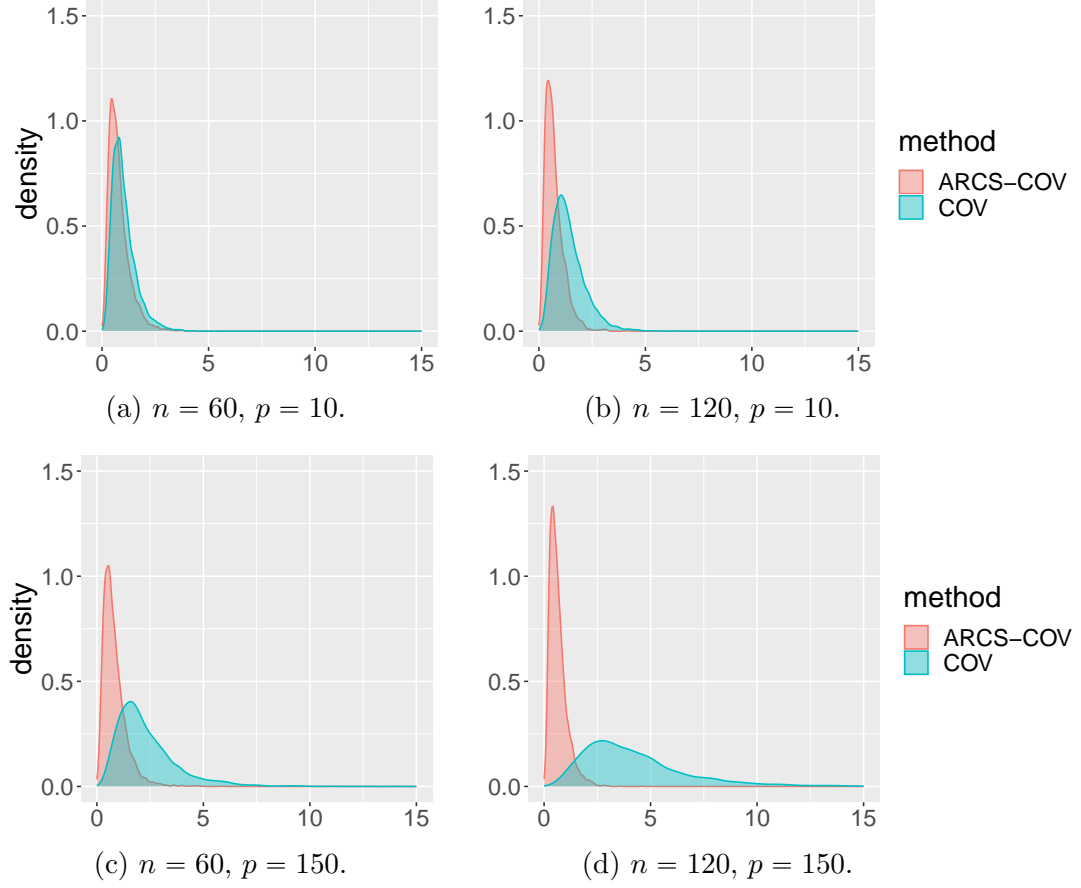 1.5
1.0
0.5
0.0
density
0 5 10 15
(a) n = 60, p = 10.
1.5
1.0
0.5
0.0
0 5 10 15
(b) n = 120, p = 10.
method
ARCS−COV
COV
1.5
1.0
0.5
0.0
density
0 5 10 15
(c) n = 60, p = 150.
1.5
1.0
0.5
0.0
0 5 10 15
(d) n = 120, p = 150.
method
ARCS−COV
COV